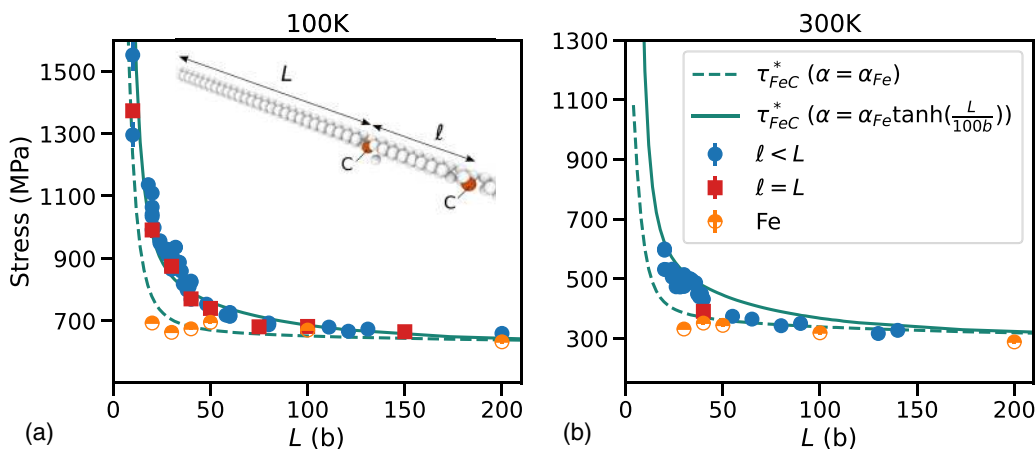 100K
Stress (MPa)
1500
1300
1100
900
700
L
ℓ
C
C
0
50
100
150
200
L (b)
(a)
300K
1300
1100
900
700
500
300
τ*FeC (α = αFe)
τ*FeC (α = αFe tanh(L/100b))
ℓ < L
ℓ = L
Fe
0
50
100
150
200
L (b)
(b)